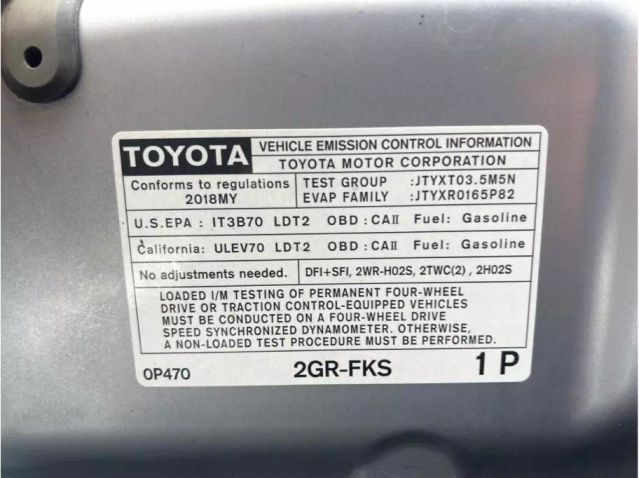 TOYOTA VEHICLE EMISSION CONTROL INFORMATION
TOYOTA MOTOR CORPORATION
Conforms to regulations
2018MY
TEST GROUP :JTYXT03.5M5N
EVAP FAMILY :JTYXR0165P82
U.S.EPA : IT3B70 LDT2 OBD : CAII Fuel: Gasoline
California: ULEV70 LDT2 OBD : CAII Fuel: Gasoline
No adjustments needed. DFI+SFI, 2WR-HO2S, 2TWC(2) , 2HO2S
LOADED I/M TESTING OF PERMANENT FOUR-WHEEL
DRIVE OR TRACTION CONTROL-EQUIPPED VEHICLES
MUST BE CONDUCTED ON A FOUR-WHEEL DRIVE
SPEED SYNCHRONIZED DYNAMOMETER. OTHERWISE,
A NON-LOADED TEST PROCEDURE MUST BE PERFORMED.
0P470 2GR-FKS 1 P